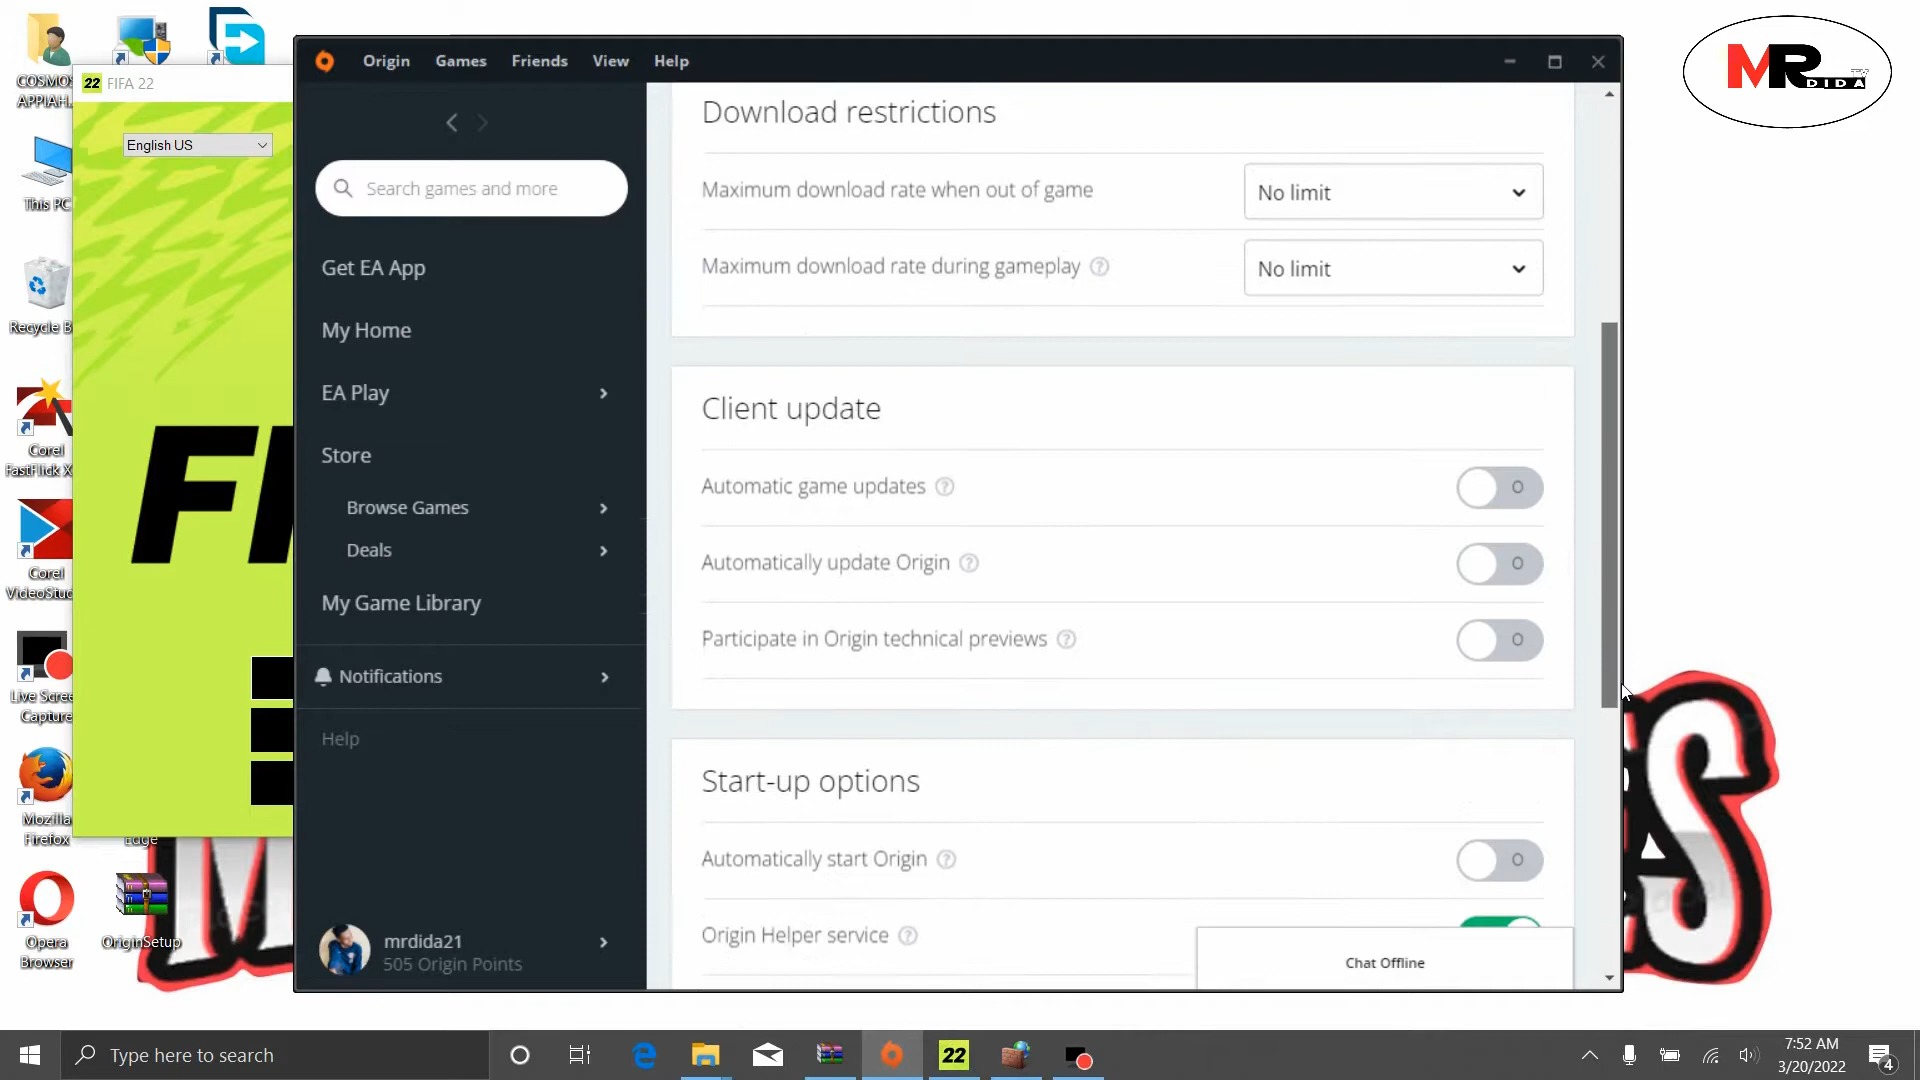 MR
DIDA
TV
COSMOS
APPIAH...
22 FIFA 22
Origin Games Friends View Help
English US
Download restrictions
Maximum download rate when out of game
No limit
Maximum download rate during gameplay ?
No limit
Search games and more
Get EA App
My Home
EA Play
Store
Browse Games
Deals
My Game Library
Notifications
Help
mrdida21
505 Origin Points
Client update
Automatic game updates ?
Automatically update Origin ?
Participate in Origin technical previews ?
Start-up options
Automatically start Origin ?
Origin Helper service ?
Chat Offline
This PC
Recycle B
Corel
FastFlick X
Corel
VideoStud
Live Scree
Capture
Mozilla
Firefox
Edge
Opera
Browser
OriginSetup
FI
Type here to search
22
7:52 AM
3/20/2022
4